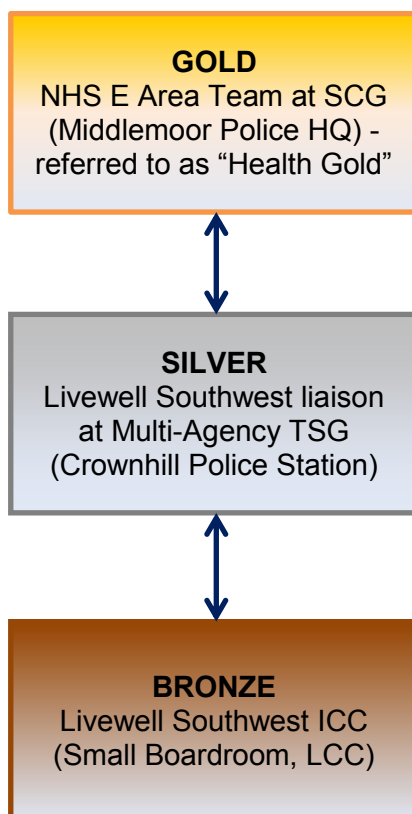 GOLD
NHS E Area Team at SCG
(Middlemoor Police HQ) -
referred to as “Health Gold”
SILVER
Livewell Southwest liaison
at Multi-Agency TSG
(Crownhill Police Station)
BRONZE
Livewell Southwest ICC
(Small Boardroom, LCC)